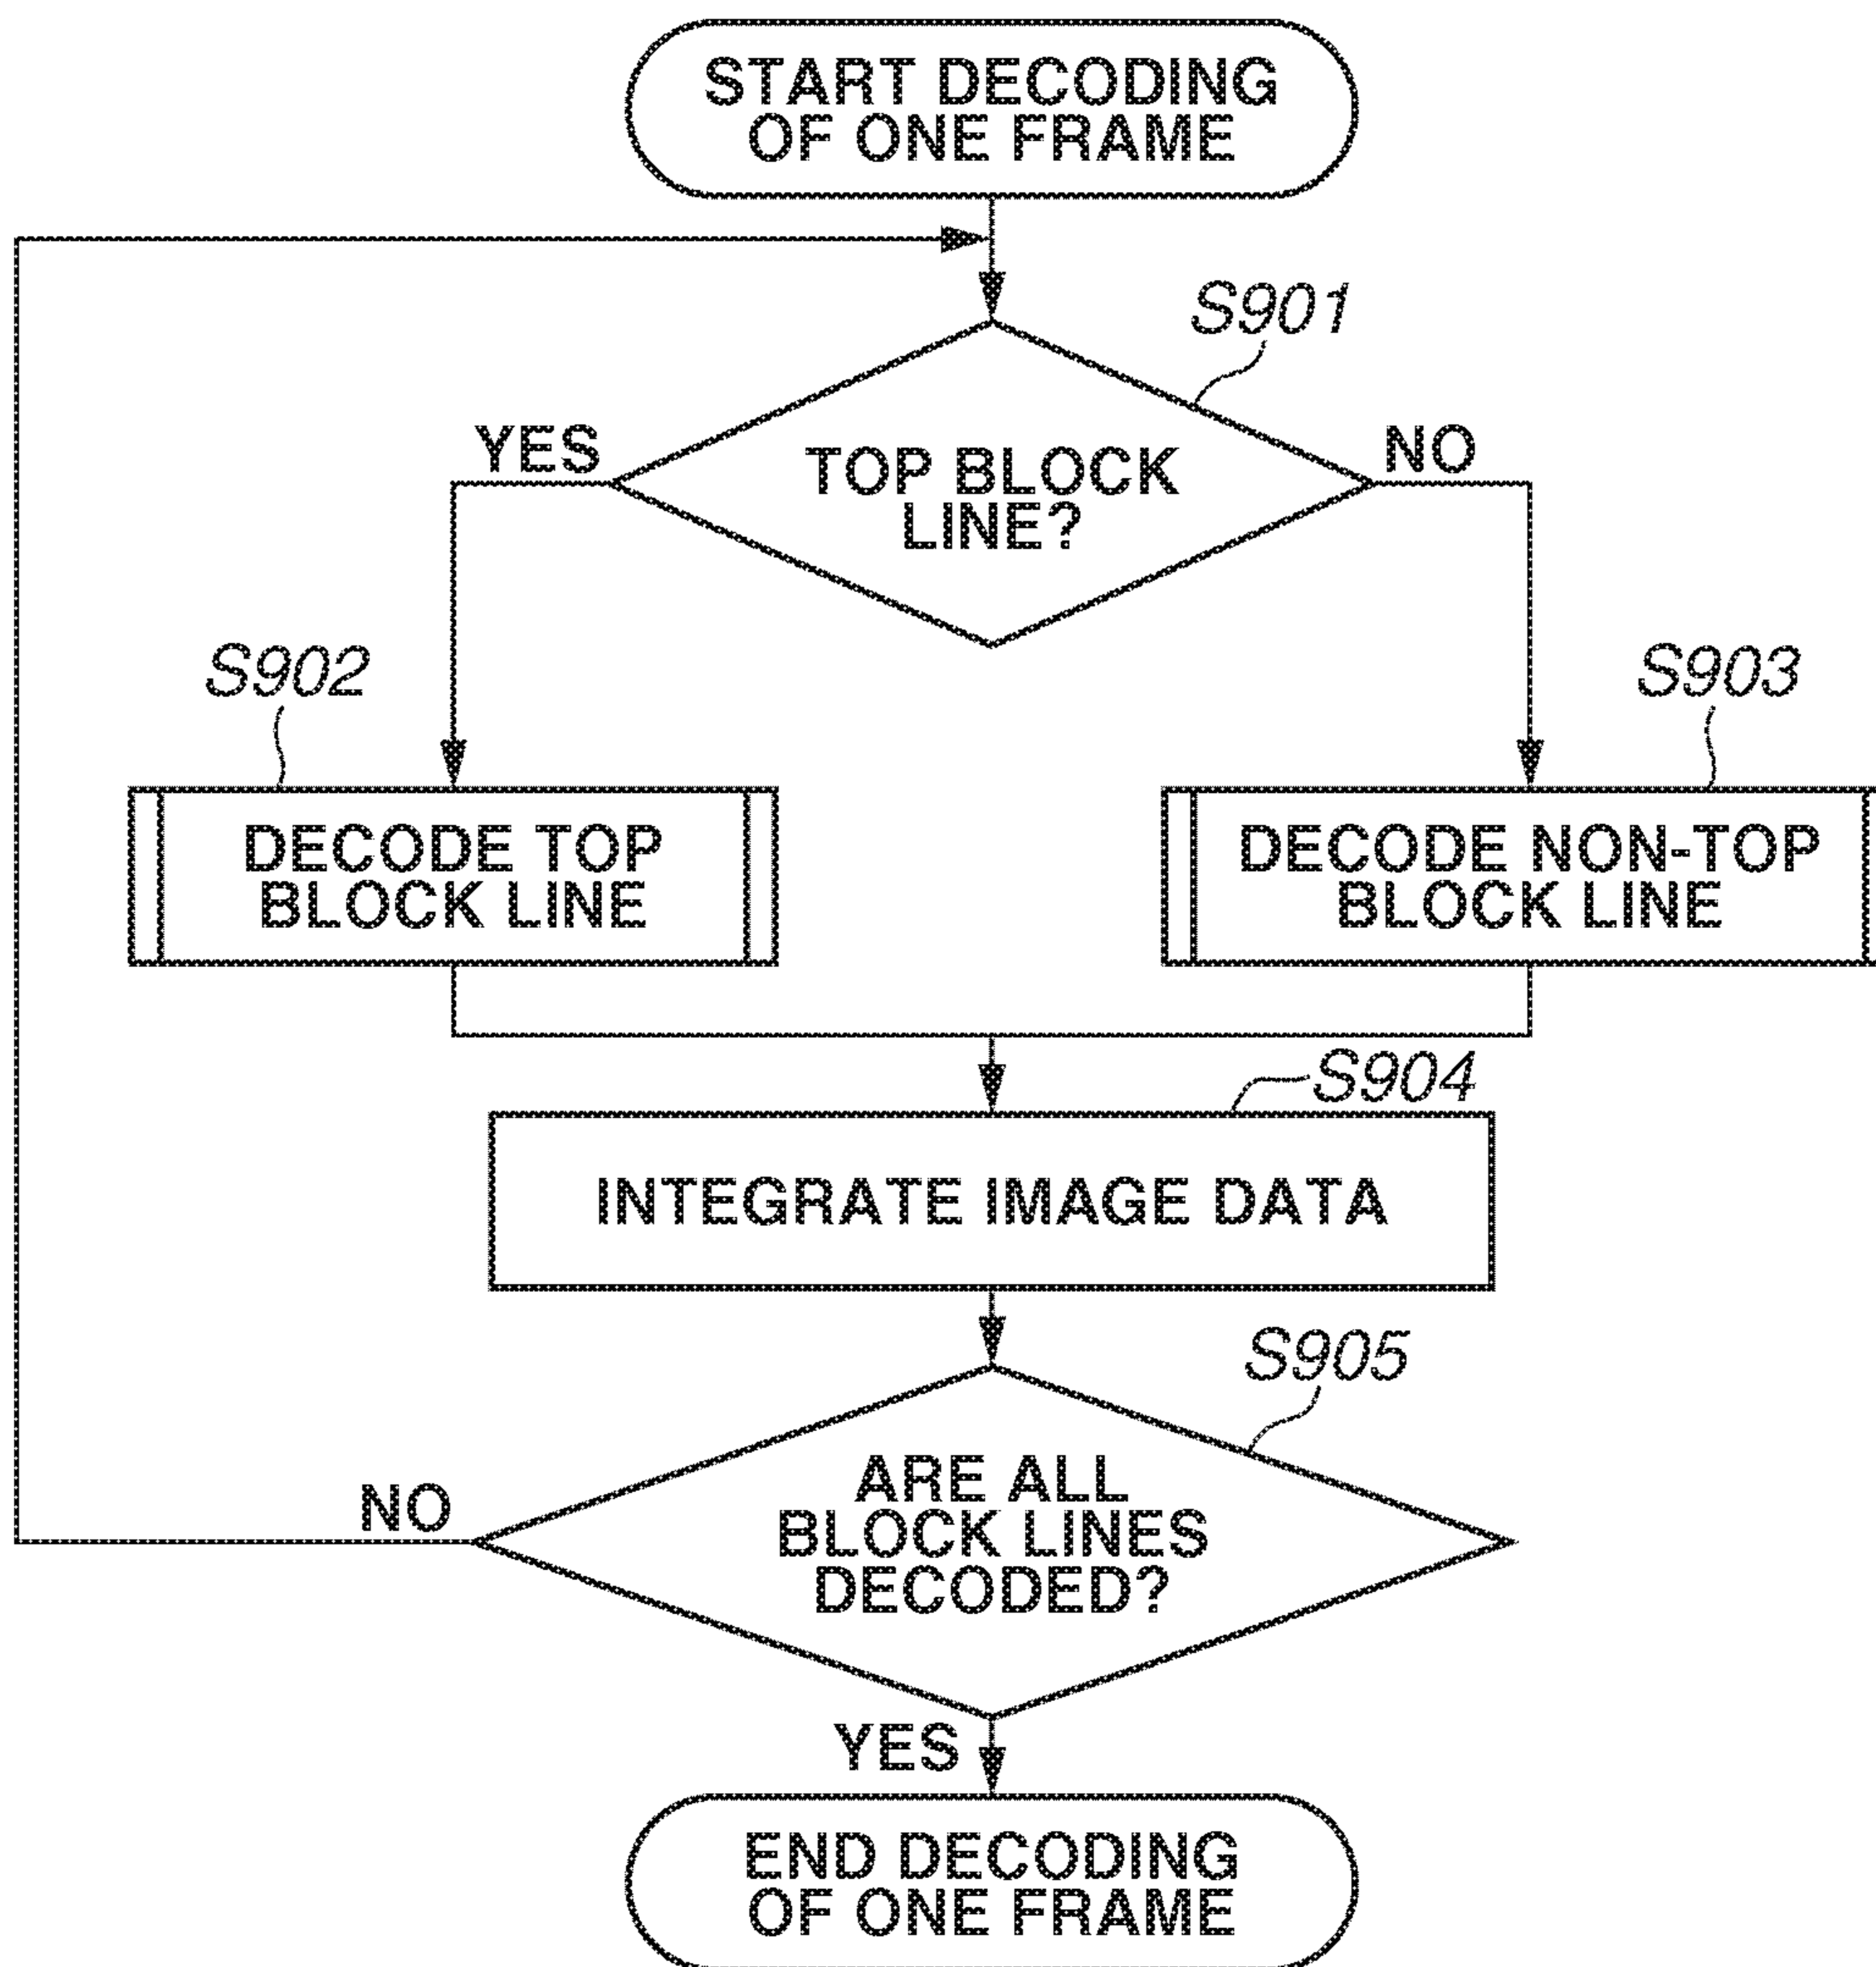 START DECODING
OF ONE FRAME
S901
YES
TOP BLOCK
LINE?
NO
S902
S903
DECODE TOP
BLOCK LINE
DECODE NON-TOP
BLOCK LINE
S904
INTEGRATE IMAGE DATA
S905
ARE ALL
BLOCK LINES
DECODED?
NO
YES
END DECODING
OF ONE FRAME